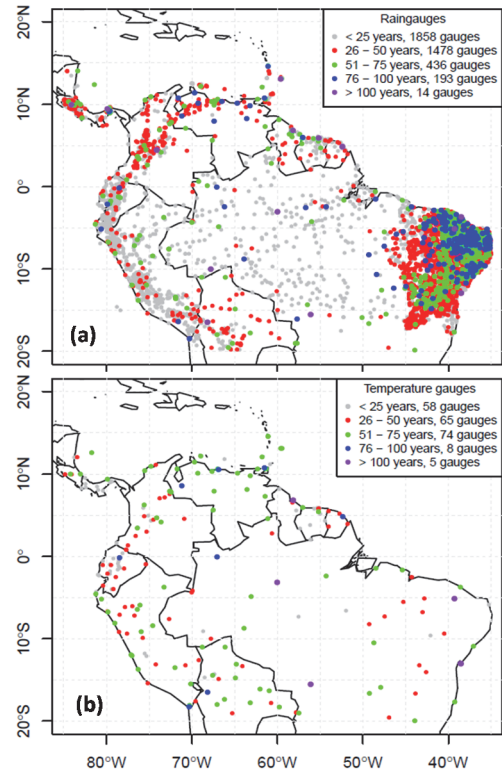 20°N
10°N
0°
10°S
20°S
Raingauges
< 25 years, 1858 gauges
26 – 50 years, 1478 gauges
51 – 75 years, 436 gauges
76 – 100 years, 193 gauges
> 100 years, 14 gauges
(a)
20°N
10°N
0°
10°S
20°S
Temperature gauges
< 25 years, 58 gauges
26 – 50 years, 65 gauges
51 – 75 years, 74 gauges
76 – 100 years, 8 gauges
> 100 years, 5 gauges
(b)
80°W 70°W 60°W 50°W 40°W